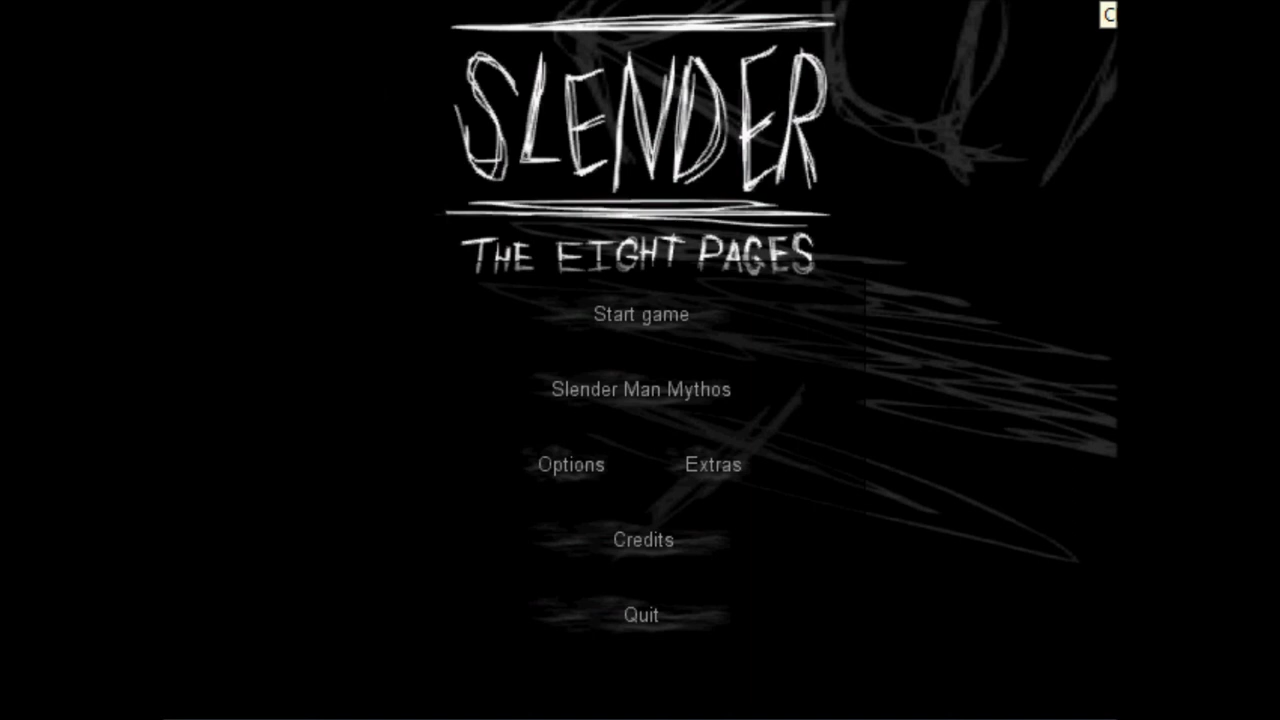 C
SLENDER
THE EIGHT PAGES
Start game
Slender Man Mythos
Options Extras
Credits
Quit